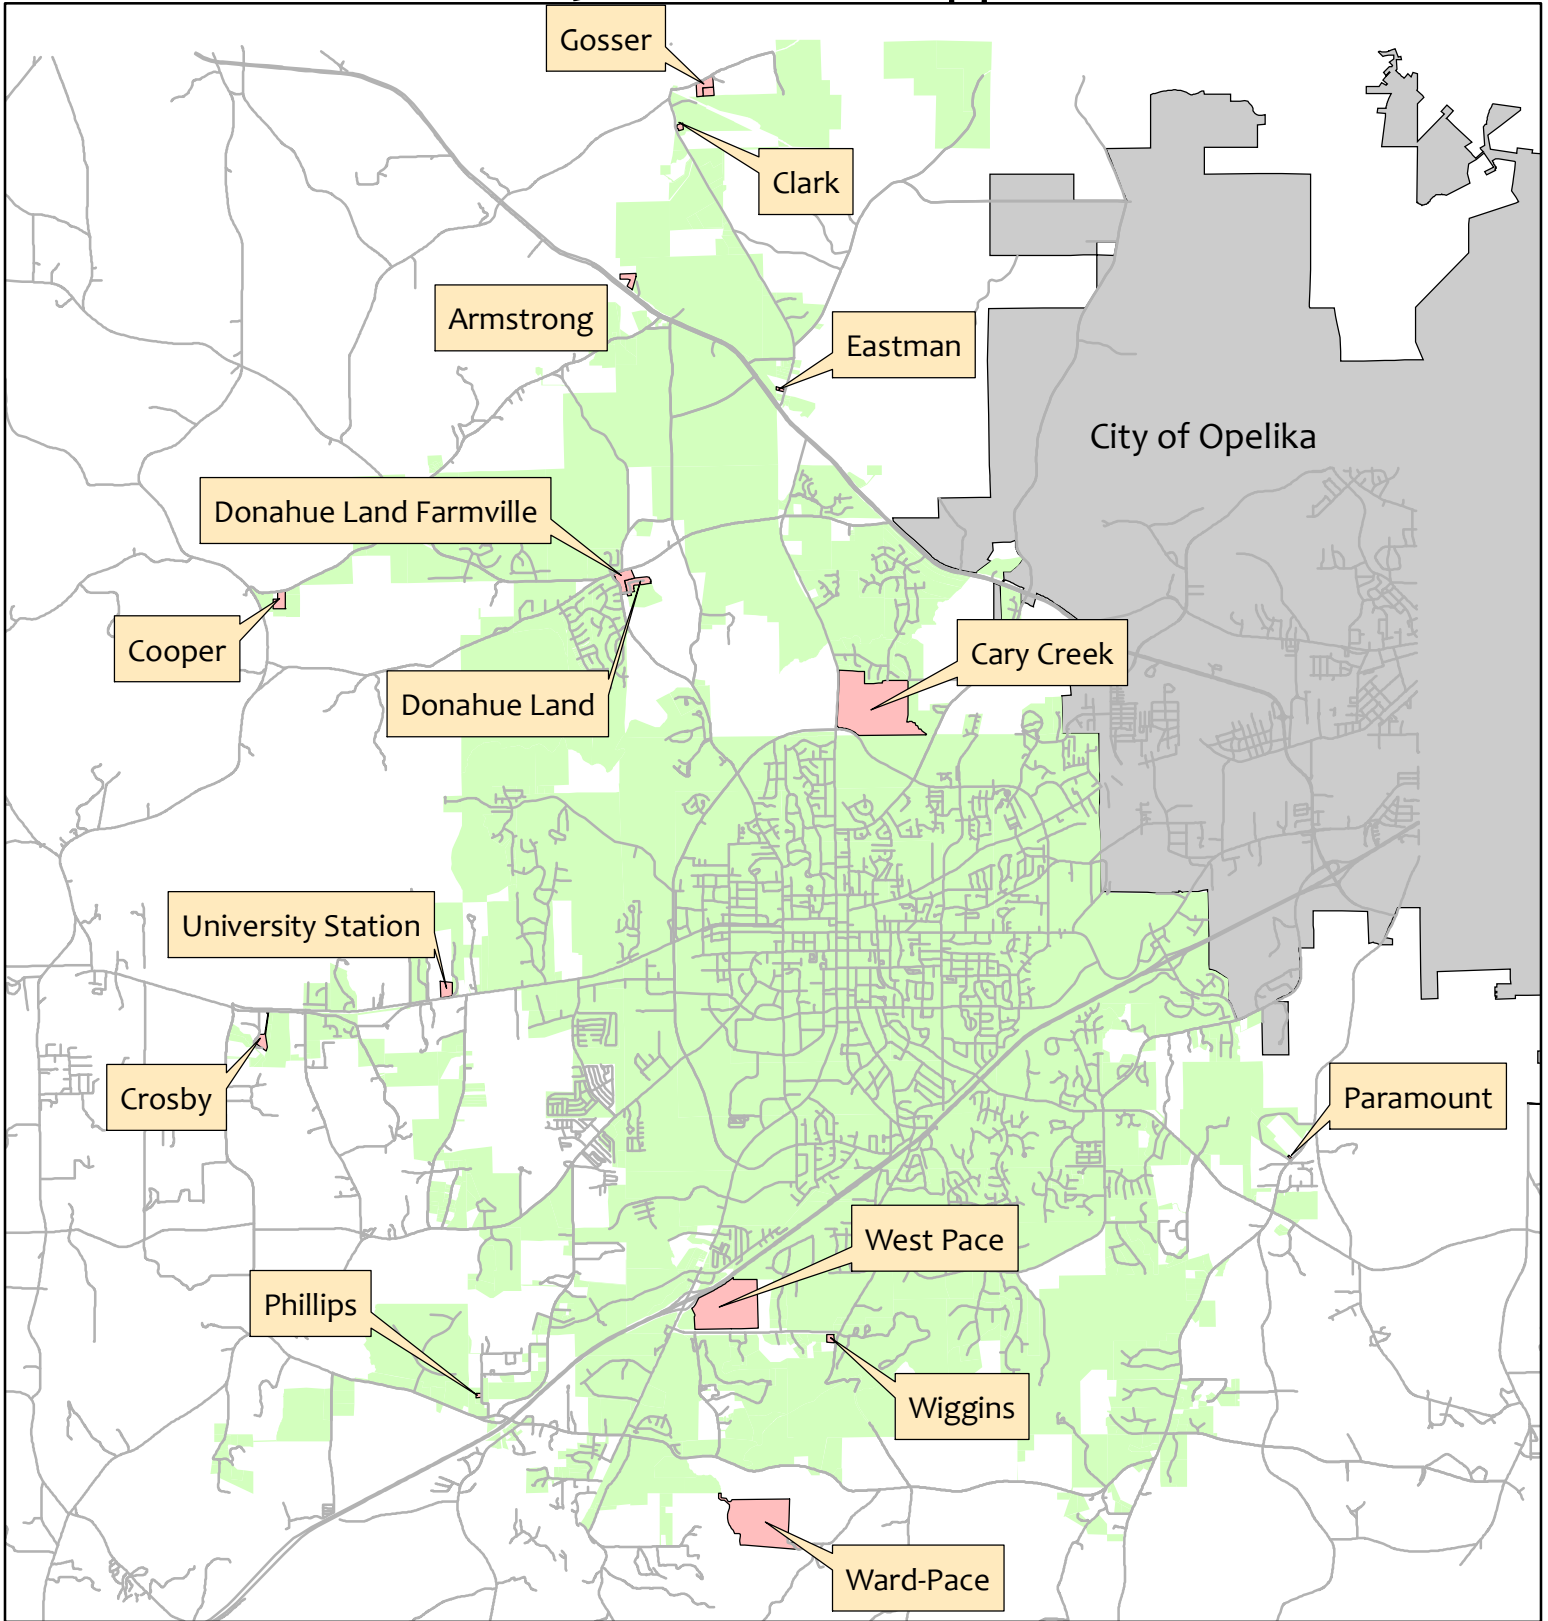 Gosser
Clark
Armstrong
Eastman
City of Opelika
Donahue Land Farmville
Cooper
Cary Creek
Donahue Land
University Station
Crosby
Paramount
West Pace
Phillips
Wiggins
Ward-Pace